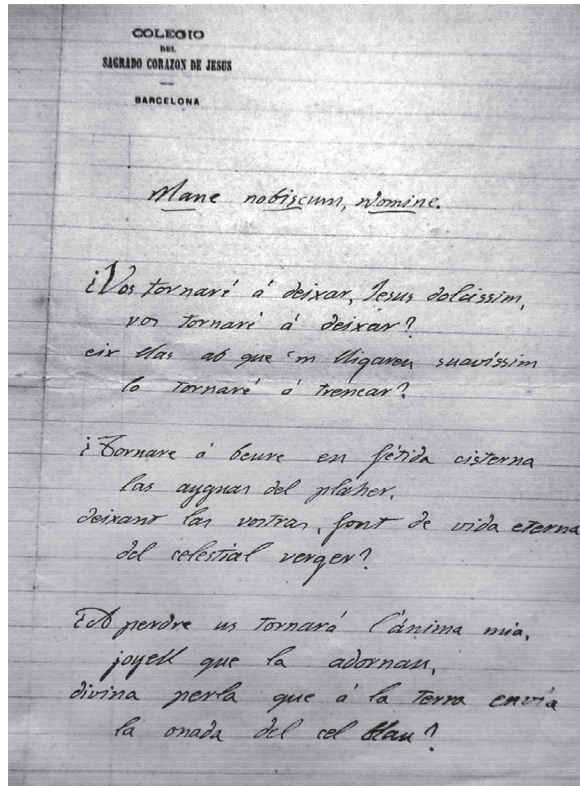 COLEGIO
DEL
SAGRADO CORAZON DE JESUS
BARCELONA
Mane nobiscum, Domine.
¿Vos tornaré á deixar, Jesus dolcissim,
vos tornaré á deixar?
eix llas ab que 'm lligareu suavíssim
lo tornaré á trencar?
¿Tornare á beure en fétida cisterna
las ayguas del plaher,
deixant las vostras, font de vida eterna
del celestial verger?
¿A perdre us tornará l'ánima mia,
joyell que la adornau,
divina perla que á la terra envía
la onada del cel blau?